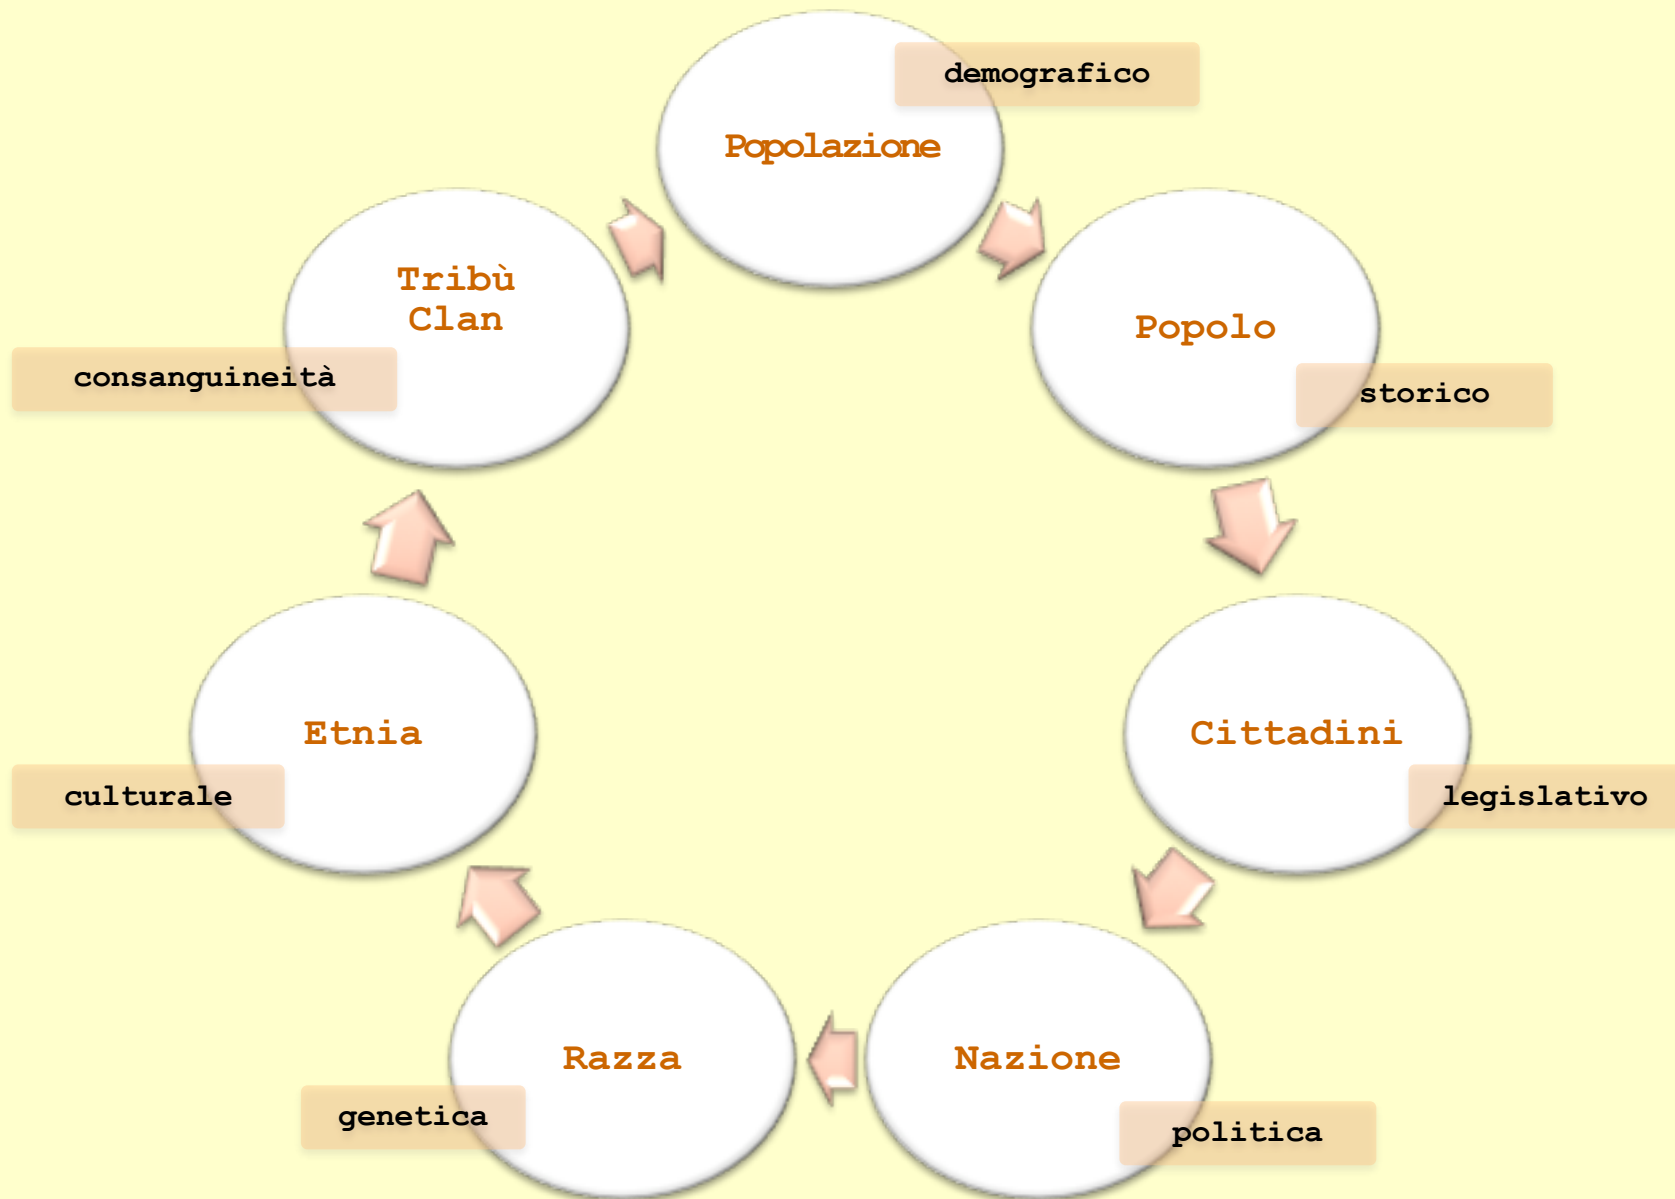 Popolazione
demografico
Popolo
storico
Cittadini
legislativo
Nazione
politica
Razza
genetica
Etnia
culturale
Tribù
Clan
consanguineità